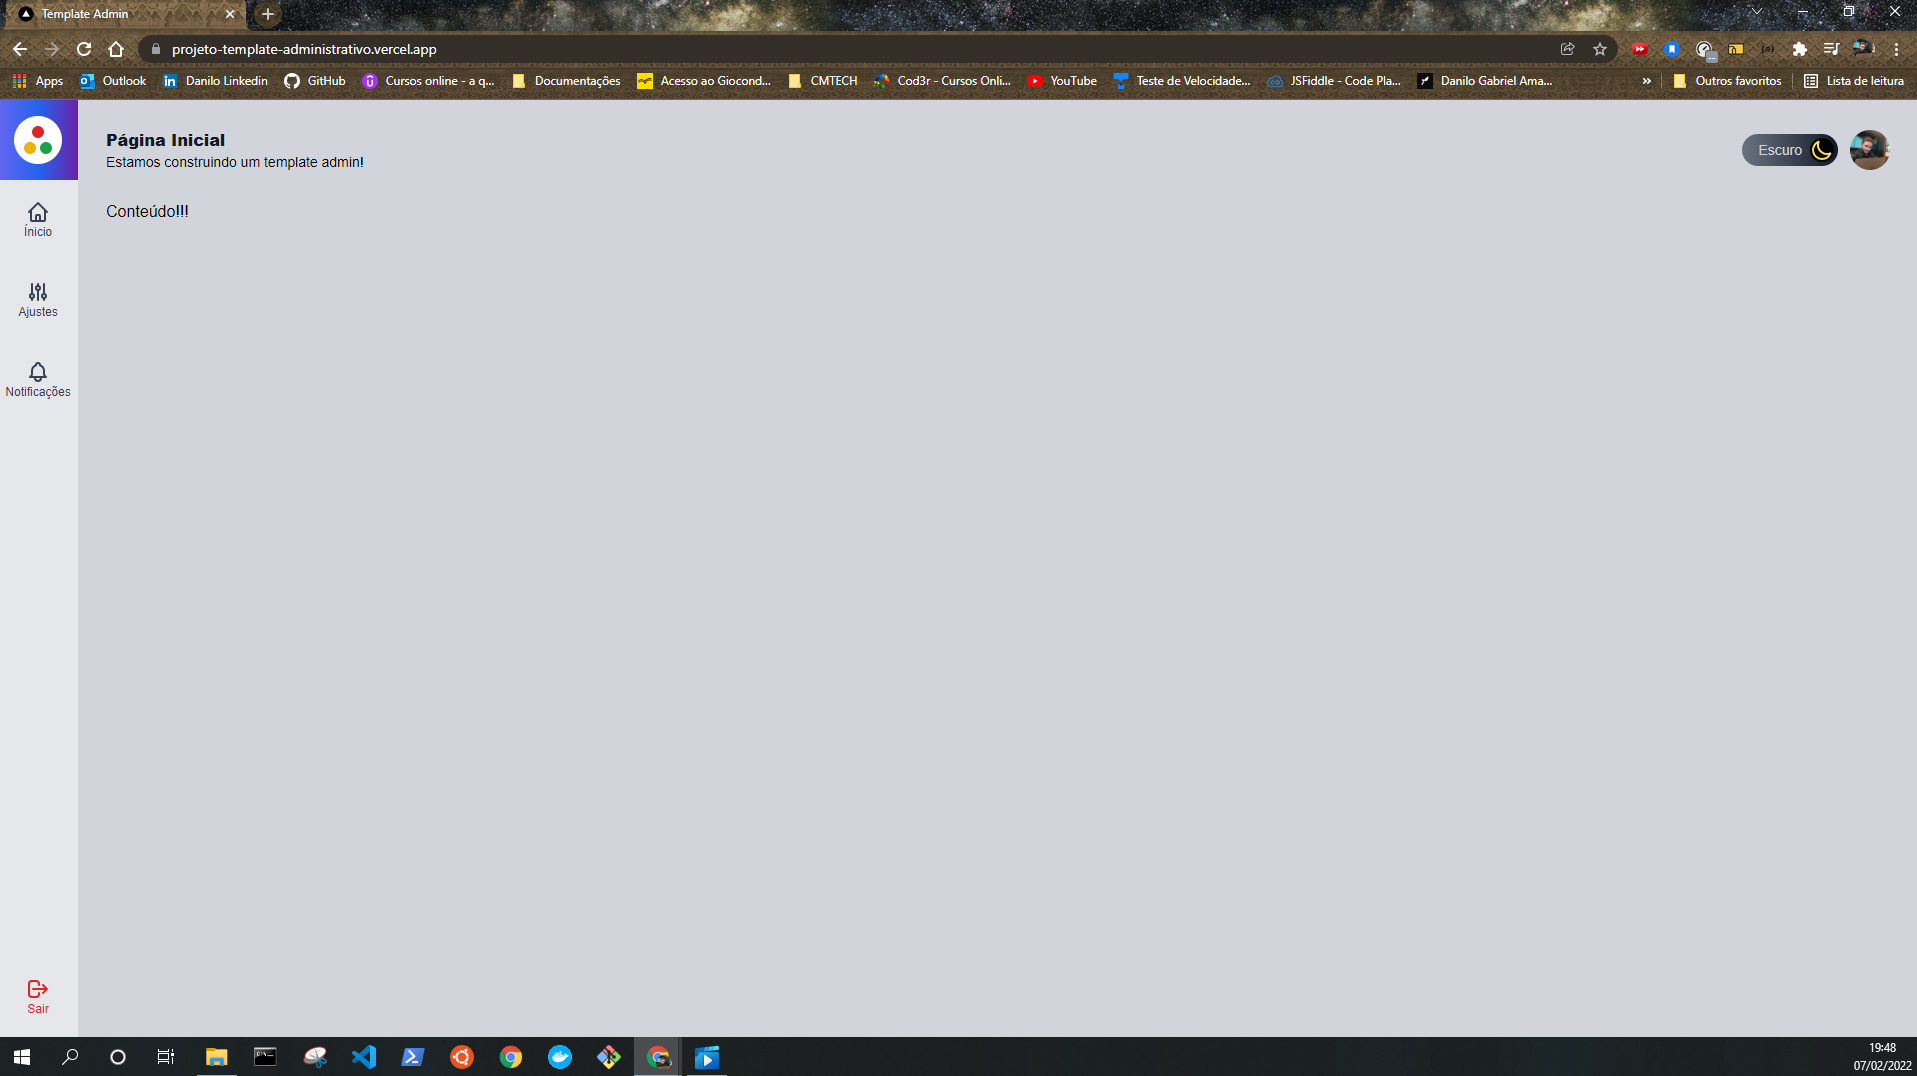 Template Admin
projeto-template-administrativo.vercel.app
Apps Outlook Danilo Linkedin GitHub Cursos online - a q... Documentações Acesso ao Giocond... CMTECH Cod3r - Cursos Onli... YouTube Teste de Velocidade... JSFiddle - Code Pla... Danilo Gabriel Ama... » Outros favoritos Lista de leitura
Página Inicial
Estamos construindo um template admin!
Escuro
Conteúdo!!!
Ínicio
Ajustes
Notificações
Sair
19:48
07/02/2022